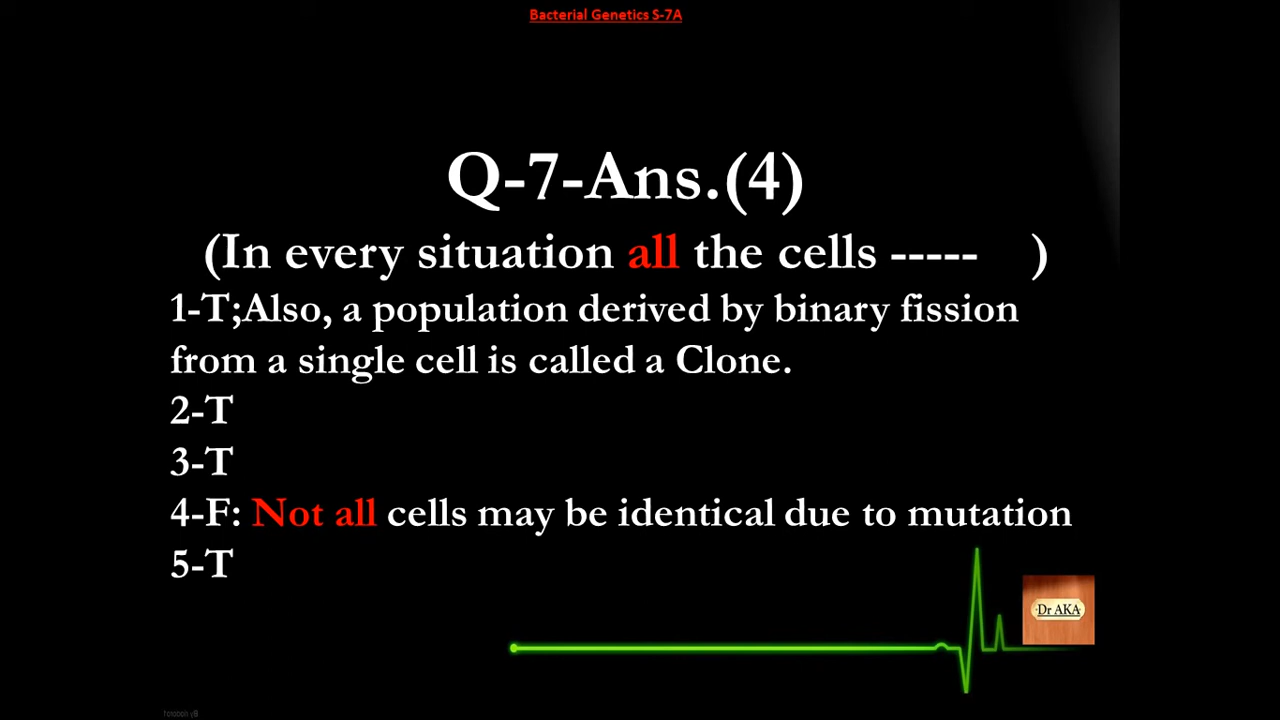 Bacterial Genetics S-7A
Q-7-Ans.(4)
(In every situation all the cells ----- )
1-T;Also, a population derived by binary fission
from a single cell is called a Clone.
2-T
3-T
4-F: Not all cells may be identical due to mutation
5-T
Dr AKA